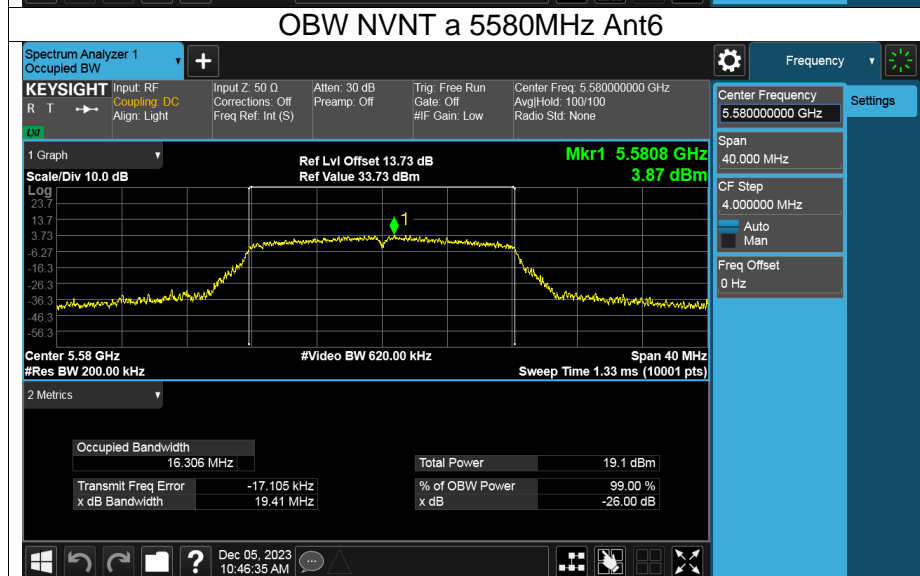 OBW NVNT a 5580MHz Ant6
Spectrum Analyzer 1
Occupied BW
+
Frequency
KEYSIGHT
R T
LXI
Input: RF
Coupling: DC
Align: Light
Input Z: 50 Ω
Corrections: Off
Freq Ref: Int (S)
Atten: 30 dB
Preamp: Off
Trig: Free Run
Gate: Off
#IF Gain: Low
Center Freq: 5.580000000 GHz
Avg|Hold: 100/100
Radio Std: None
Center Frequency
5.580000000 GHz
Settings
Span
40.000 MHz
CF Step
4.000000 MHz
Auto
Man
Freq Offset
0 Hz
1 Graph
Scale/Div 10.0 dB
Ref Lvl Offset 13.73 dB
Ref Value 33.73 dBm
Mkr1 5.5808 GHz
3.87 dBm
Log
23.7
13.7
3.73
-6.27
-16.3
-26.3
-36.3
-46.3
-56.3
1
Center 5.58 GHz
#Res BW 200.00 kHz
#Video BW 620.00 kHz
Span 40 MHz
Sweep Time 1.33 ms (10001 pts)
2 Metrics
Occupied Bandwidth
16.306 MHz
Total Power 19.1 dBm
Transmit Freq Error -17.105 kHz
% of OBW Power 99.00 %
x dB Bandwidth 19.41 MHz
x dB -26.00 dB
?
Dec 05, 2023
10:46:35 AM